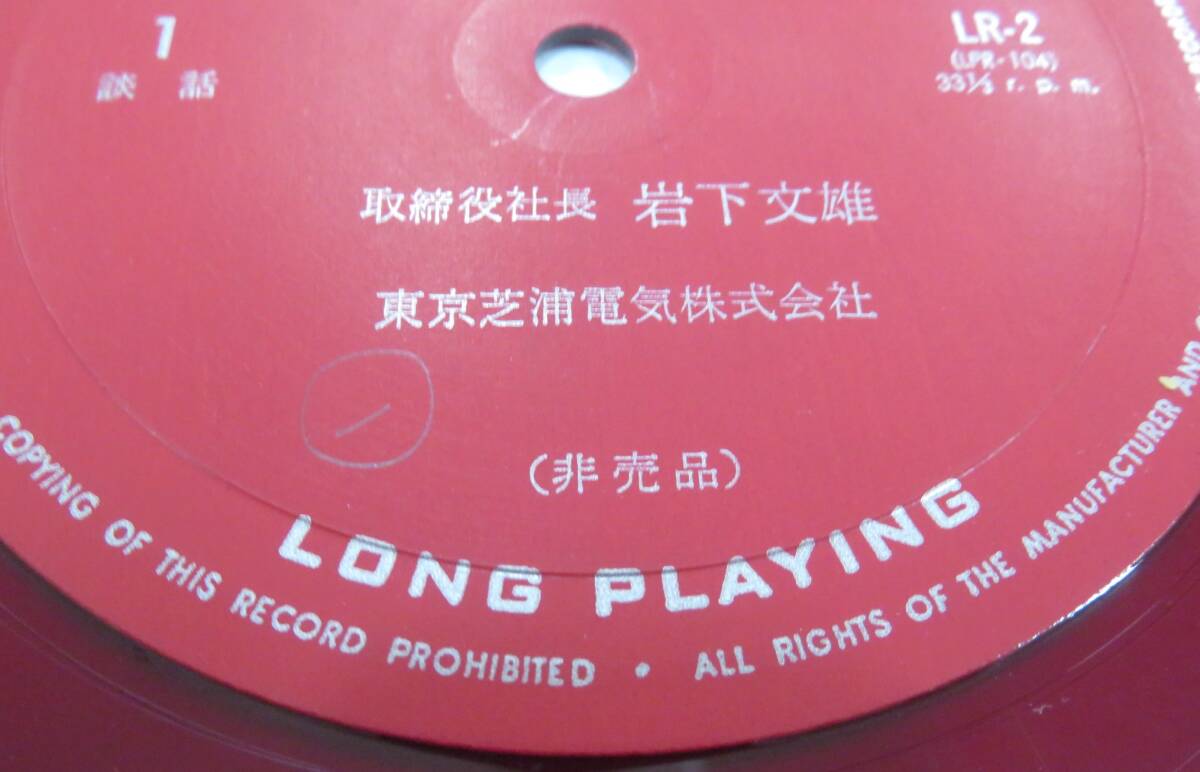 1
談話
LR-2
(LPR-104)
33⅓ r. p. m.
取締役社長 岩下文雄
東京芝浦電気株式会社
(非売品)
LONG PLAYING
COPYING OF THIS RECORD PROHIBITED • ALL RIGHTS OF THE MANUFACTURER AND